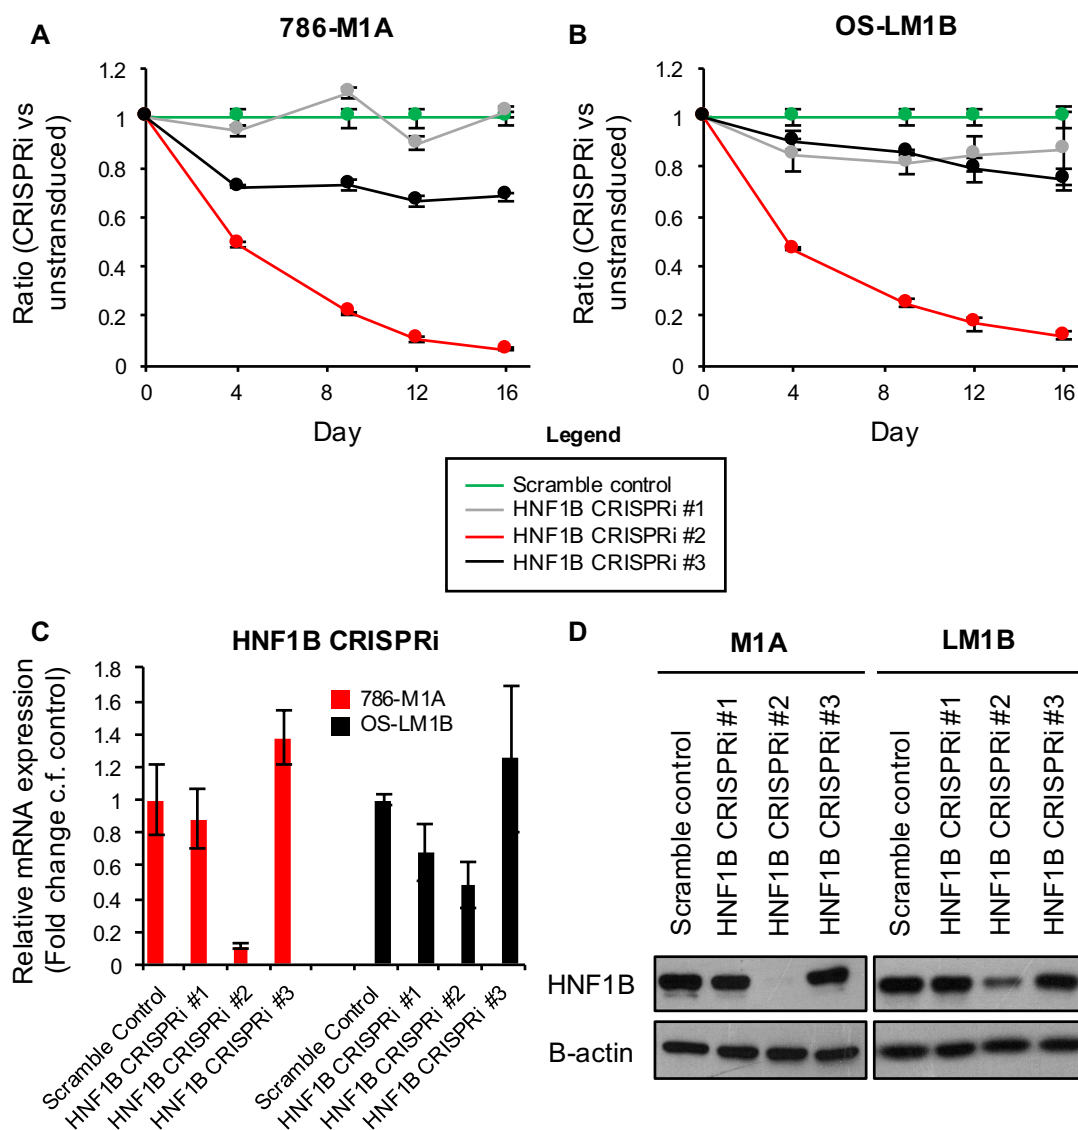 A
786-M1A
Ratio (CRISPRi vs
unstransduced)
1.2
1
0.8
0.6
0.4
0.2
0
0
4
8
12
16
Day
B
OS-LM1B
Ratio (CRISPRi vs
unstransduced)
1.2
1
0.8
0.6
0.4
0.2
0
0
4
8
12
16
Day
Legend
Scramble control
HNF1B CRISPRi #1
HNF1B CRISPRi #2
HNF1B CRISPRi #3
C
HNF1B CRISPRi
Relative mRNA expression
(Fold change c.f. control)
1.8
1.6
1.4
1.2
1
0.8
0.6
0.4
0.2
0
786-M1A
OS-LM1B
Scramble Control
HNF1B CRISPRi #1
HNF1B CRISPRi #2
HNF1B CRISPRi #3
Scramble Control
HNF1B CRISPRi #1
HNF1B CRISPRi #2
HNF1B CRISPRi #3
D
M1A
LM1B
Scramble control
HNF1B CRISPRi #1
HNF1B CRISPRi #2
HNF1B CRISPRi #3
Scramble control
HNF1B CRISPRi #1
HNF1B CRISPRi #2
HNF1B CRISPRi #3
HNF1B
B-actin